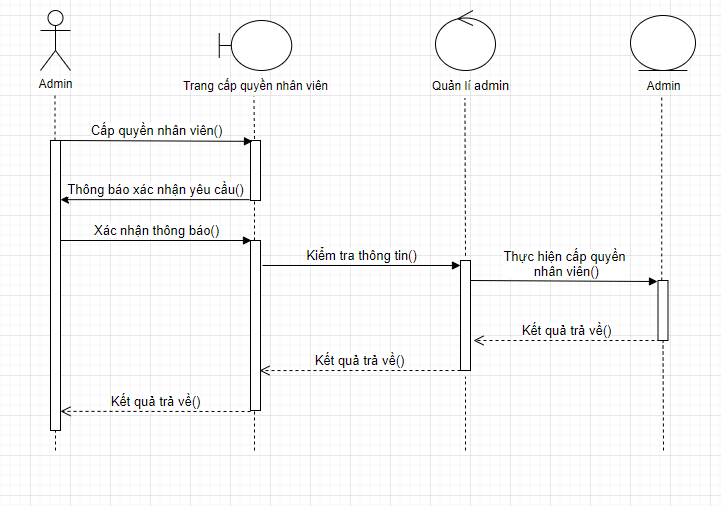 Admin
Trang cấp quyền nhân viên
Quản lí admin
Admin
Cấp quyền nhân viên()
Thông báo xác nhận yêu cầu()
Xác nhận thông báo()
Kiểm tra thông tin()
Thực hiện cấp quyền
nhân viên()
Kết quả trả về()
Kết quả trả về()
Kết quả trả về()